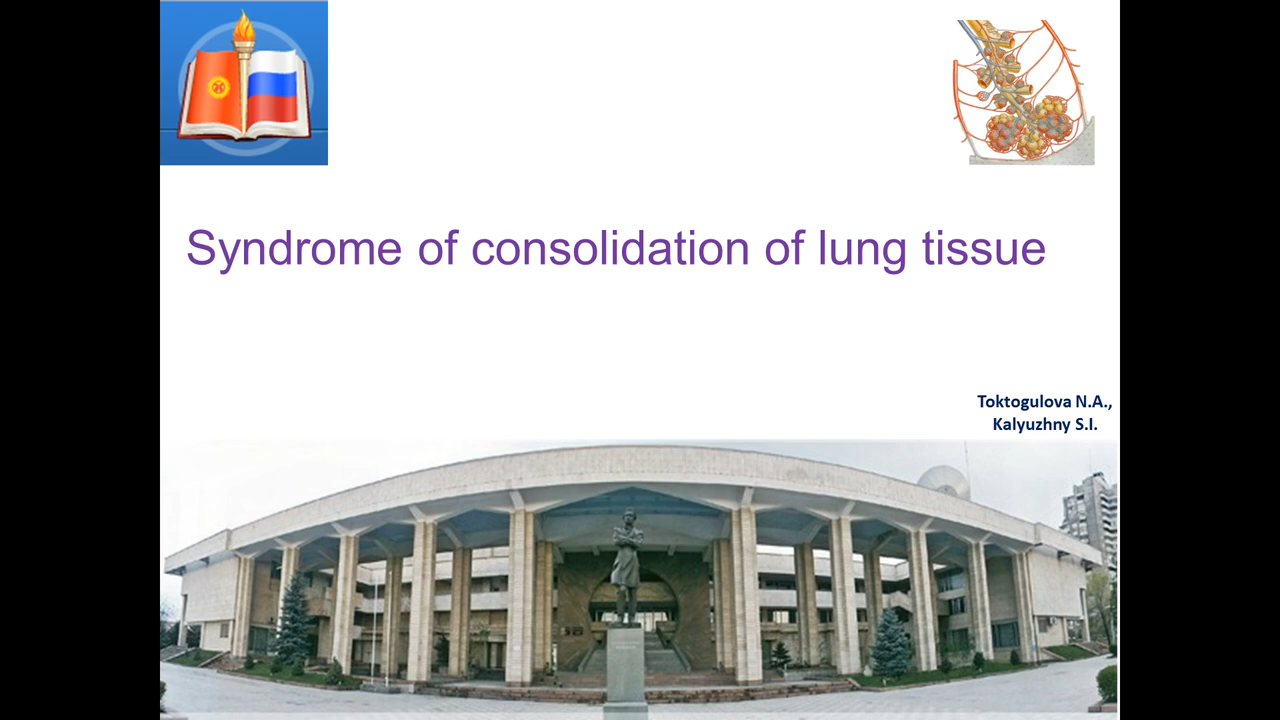 Syndrome of consolidation of lung tissue
Toktogulova N.A.,
Kalyuzhny S.I.